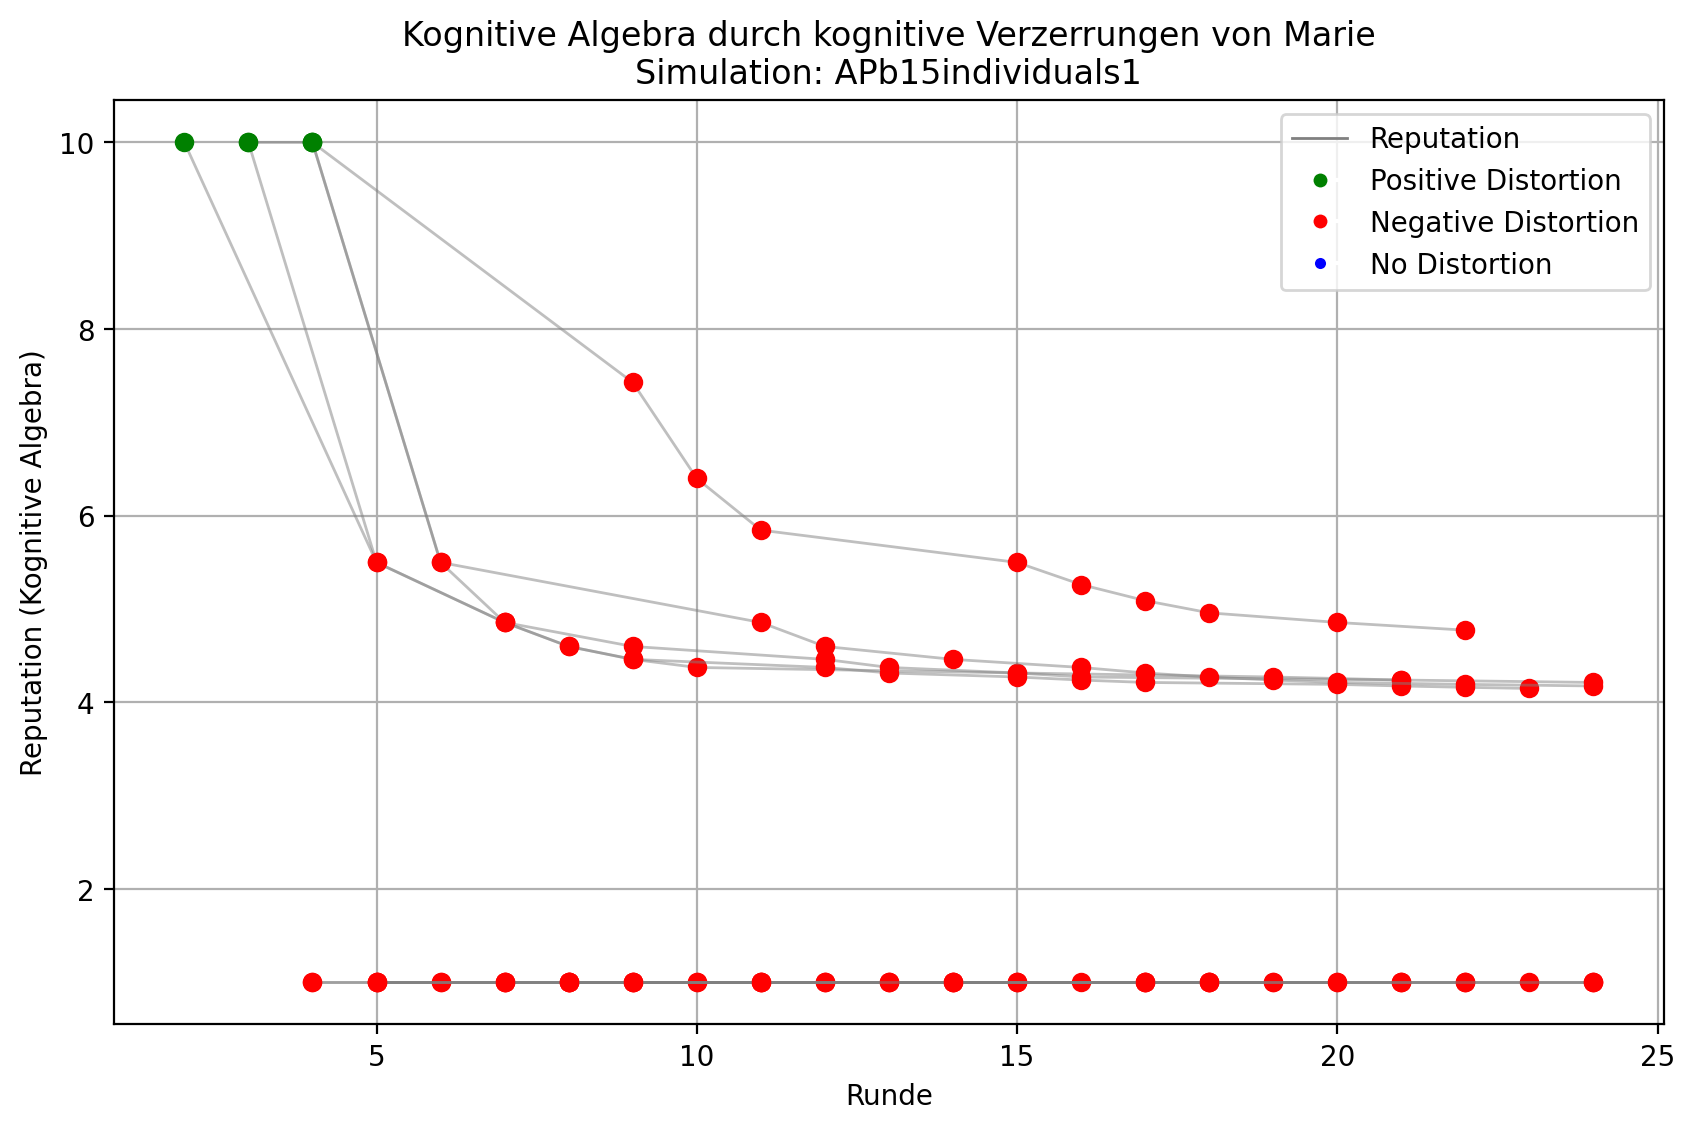 Kognitive Algebra durch kognitive Verzerrungen von Marie
Simulation: APb15individuals1
Reputation
Positive Distortion
Negative Distortion
No Distortion
Reputation (Kognitive Algebra)
10
8
6
4
2
5
10
15
20
25
Runde